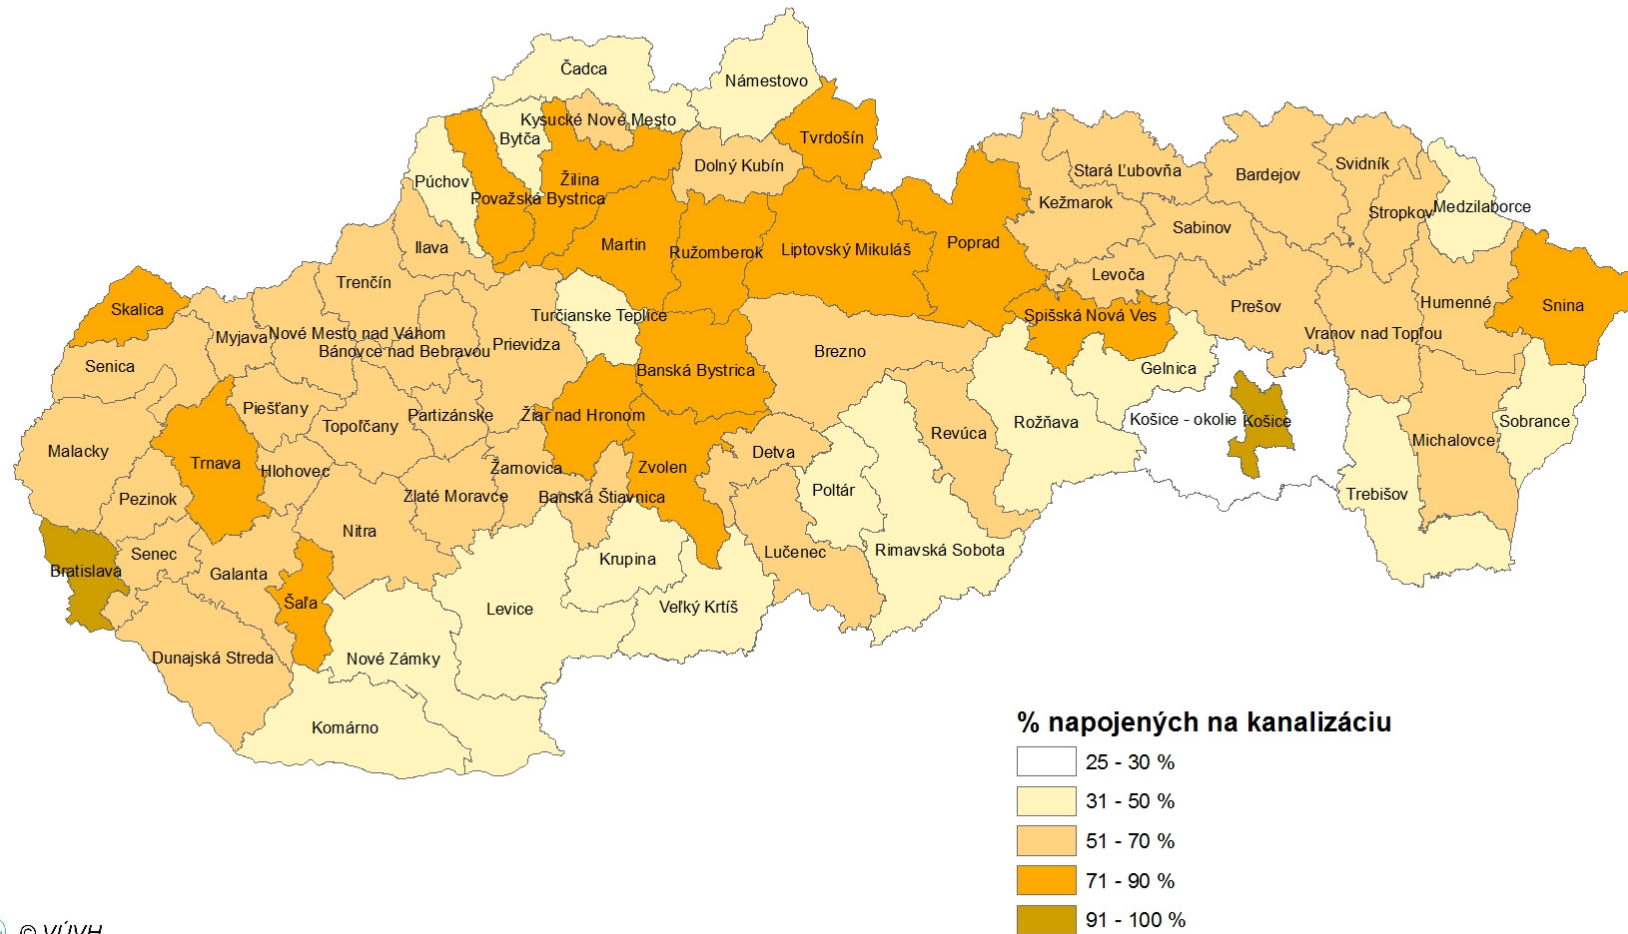 Čadca
Námestovo
Kysucké Nové Mesto
Bytča
Tvrdošín
Dolný Kubín
Púchov
Žilina
Považská Bystrica
Stará Ľubovňa
Bardejov
Svidník
Kežmarok
Stropkov
Medzilaborce
Sabinov
Ilava
Martin
Ružomberok
Liptovský Mikuláš
Poprad
Levoča
Trenčín
Skalica
Turčianske Teplice
Spišská Nová Ves
Prešov
Humenné
Snina
Myjava
Nové Mesto nad Váhom
Bánovce nad Bebravou
Prievidza
Brezno
Vranov nad Topľou
Senica
Banská Bystrica
Gelnica
Piešťany
Partizánske
Žiar nad Hronom
Topoľčany
Rožňava
Košice - okolie
Košice
Sobrance
Revúca
Michalovce
Malacky
Detva
Trnava
Hlohovec
Žarnovica
Zvolen
Pezinok
Zlaté Moravce
Banská Štiavnica
Poltár
Trebišov
Nitra
Senec
Lučenec
Rimavská Sobota
Krupina
Bratislava
Galanta
Šaľa
Levice
Veľký Krtíš
Dunajská Streda
Nové Zámky
Komárno
% napojených na kanalizáciu
25 - 30 %
31 - 50 %
51 - 70 %
71 - 90 %
91 - 100 %
© VÚVH